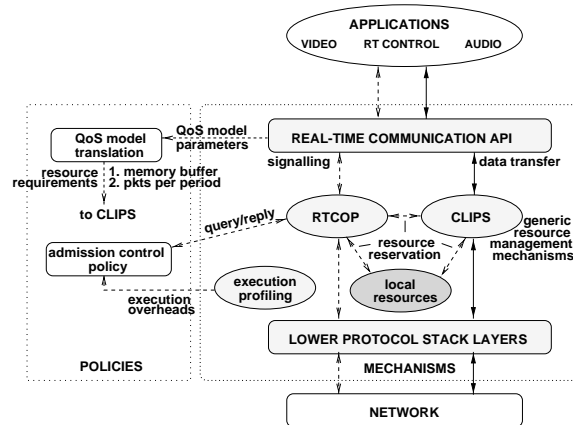 APPLICATIONS
VIDEO RT CONTROL AUDIO
QoS model
parameters
QoS model
translation
REAL-TIME COMMUNICATION API
signalling
data transfer
resource
requirements
1. memory buffer
2. pkts per period
to CLIPS
query/reply
RTCOP
CLIPS
generic
resource
management
mechanisms
resource
reservation
admission control
policy
execution
profiling
local
resources
execution
overheads
LOWER PROTOCOL STACK LAYERS
POLICIES
MECHANISMS
NETWORK